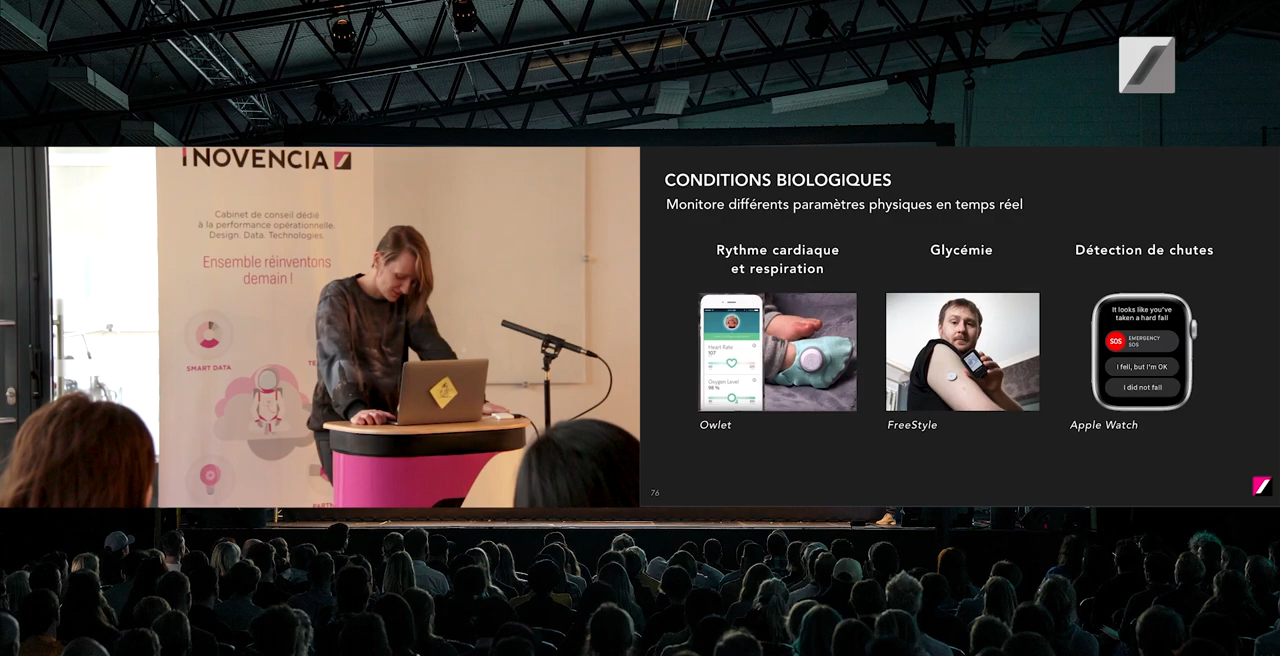 INOVENCIA
Cabinet de conseil dédié
à la performance opérationnelle.
Design. Data. Technologies.
Ensemble réinventons
demain !
SMART DATA
CONDITIONS BIOLOGIQUES
Monitore différents paramètres physiques en temps réel
Rythme cardiaque
et respiration
Glycémie
Détection de chutes
Heart Rate
107
Oxygen Level
98 %
It looks like you've
taken a hard fall
SOS
EMERGENCY
SOS
I fell, but I'm OK
I did not fall
Owlet
FreeStyle
Apple Watch
76